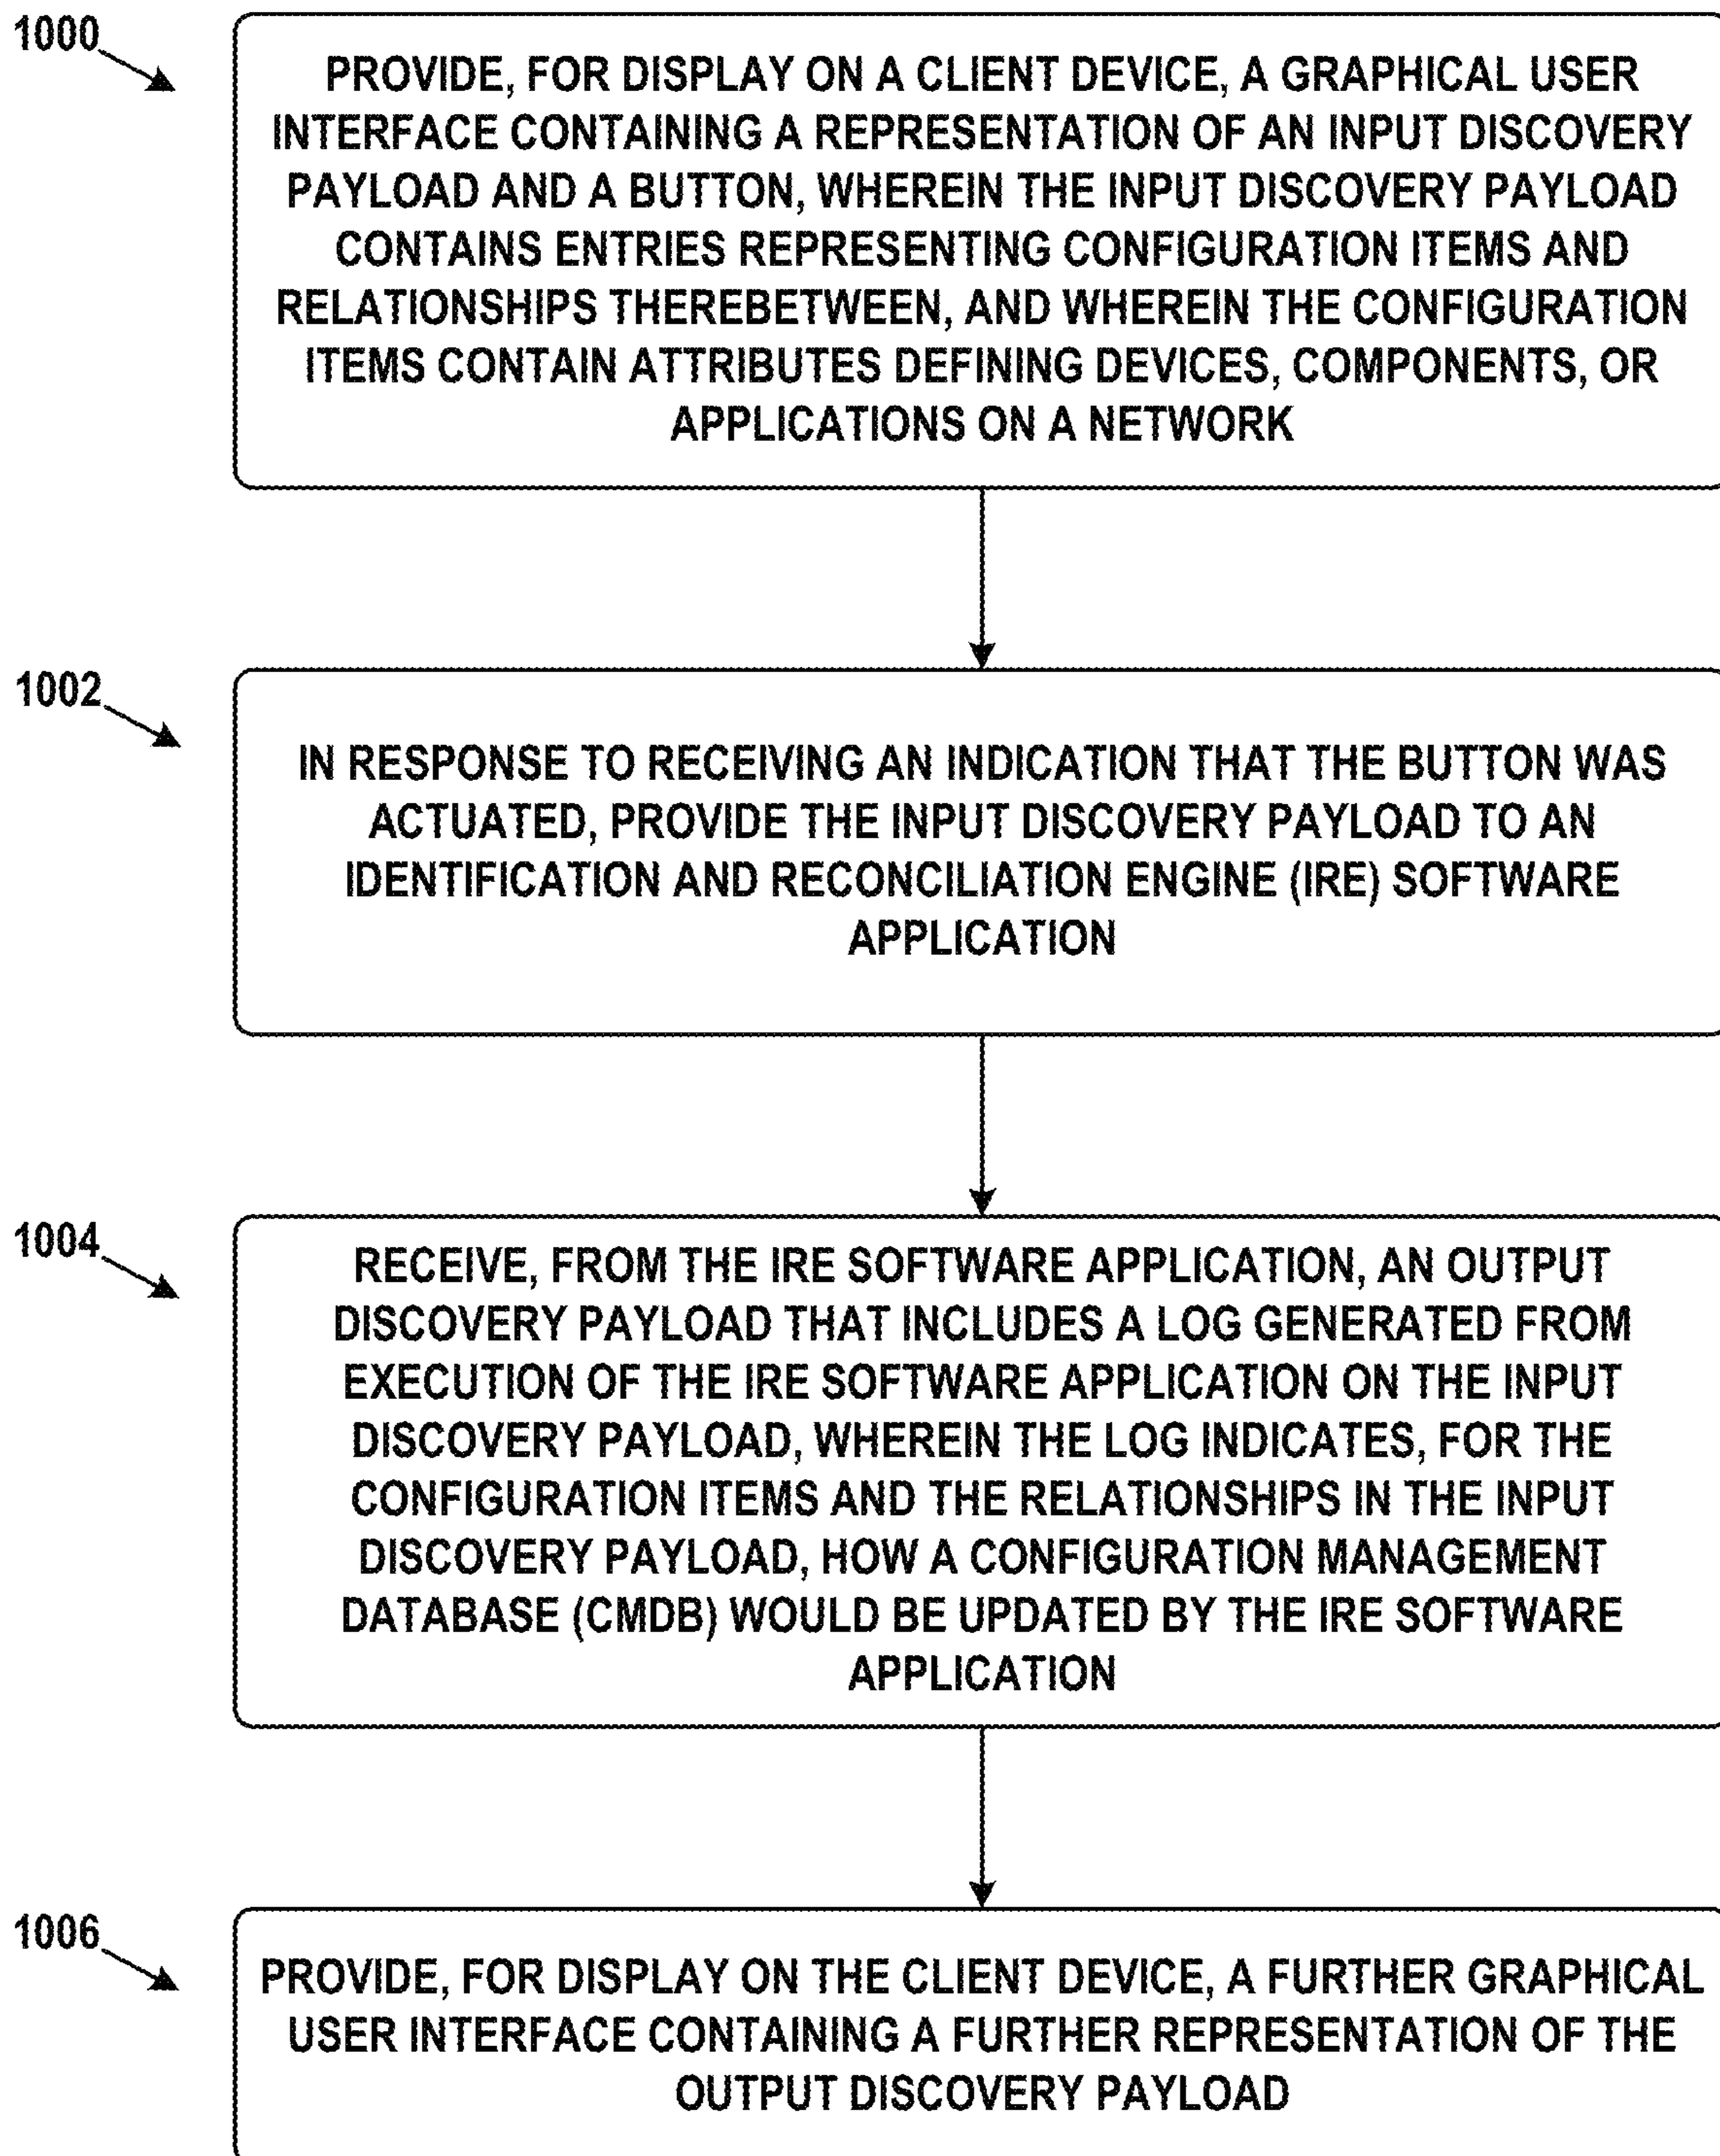 1000
PROVIDE, FOR DISPLAY ON A CLIENT DEVICE, A GRAPHICAL USER
INTERFACE CONTAINING A REPRESENTATION OF AN INPUT DISCOVERY
PAYLOAD AND A BUTTON, WHEREIN THE INPUT DISCOVERY PAYLOAD
CONTAINS ENTRIES REPRESENTING CONFIGURATION ITEMS AND
RELATIONSHIPS THEREBETWEEN, AND WHEREIN THE CONFIGURATION
ITEMS CONTAIN ATTRIBUTES DEFINING DEVICES, COMPONENTS, OR
APPLICATIONS ON A NETWORK
1002
IN RESPONSE TO RECEIVING AN INDICATION THAT THE BUTTON WAS
ACTUATED, PROVIDE THE INPUT DISCOVERY PAYLOAD TO AN
IDENTIFICATION AND RECONCILIATION ENGINE (IRE) SOFTWARE
APPLICATION
1004
RECEIVE, FROM THE IRE SOFTWARE APPLICATION, AN OUTPUT
DISCOVERY PAYLOAD THAT INCLUDES A LOG GENERATED FROM
EXECUTION OF THE IRE SOFTWARE APPLICATION ON THE INPUT
DISCOVERY PAYLOAD, WHEREIN THE LOG INDICATES, FOR THE
CONFIGURATION ITEMS AND THE RELATIONSHIPS IN THE INPUT
DISCOVERY PAYLOAD, HOW A CONFIGURATION MANAGEMENT
DATABASE (CMDB) WOULD BE UPDATED BY THE IRE SOFTWARE
APPLICATION
1006
PROVIDE, FOR DISPLAY ON THE CLIENT DEVICE, A FURTHER GRAPHICAL
USER INTERFACE CONTAINING A FURTHER REPRESENTATION OF THE
OUTPUT DISCOVERY PAYLOAD